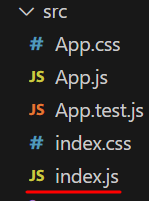 src
# App.css
JS App.js
JS App.test.js
# index.css
JS index.js